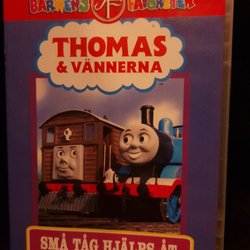 BARNENS FAVORITER
THOMAS
& VÄNNERNA
SMÅ TÅG HJÄLPS ÅT